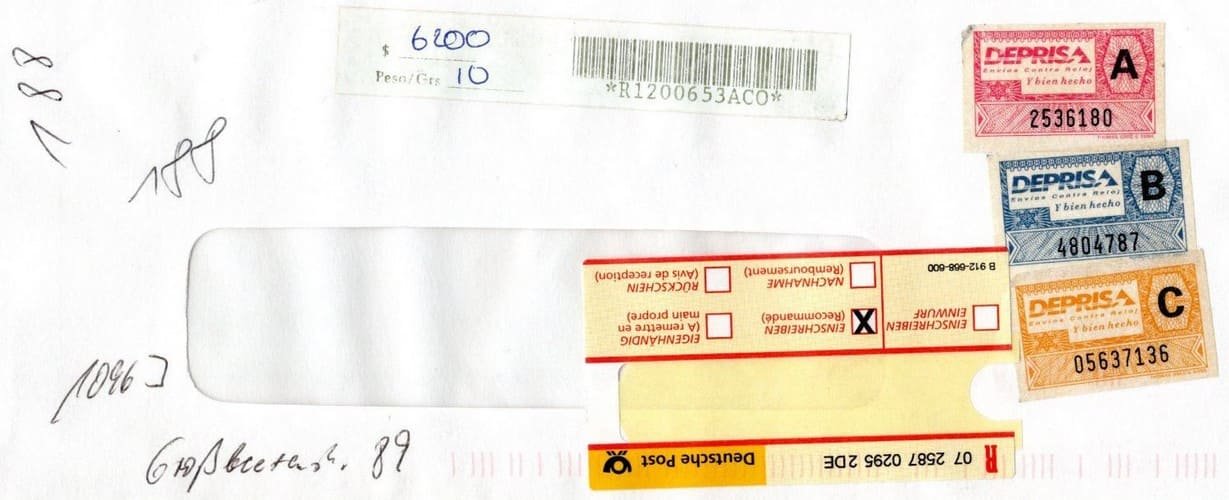 188
$ 6200
Peso/Grs 10
*R1200653ACO*
188
DEPRISA
Envios Contra Reloj
Y bien hecho
A
2536180
DEPRISA
Envios Contra Reloj
Y bien hecho
B
4804787
DEPRISA
Envios Contra Reloj
Y bien hecho
C
05637136
R 07 2587 0295 2DE
Deutsche Post
EINSCHREIBEN
EINWURF
X EINSCHREIBEN
(Recommandé)
EIGENHÄNDIG
(A remettre en
main propre)
B 912-668-600
NACHNAHME
(Remboursement)
RÜCKSCHEIN
(Avis de réception)
89